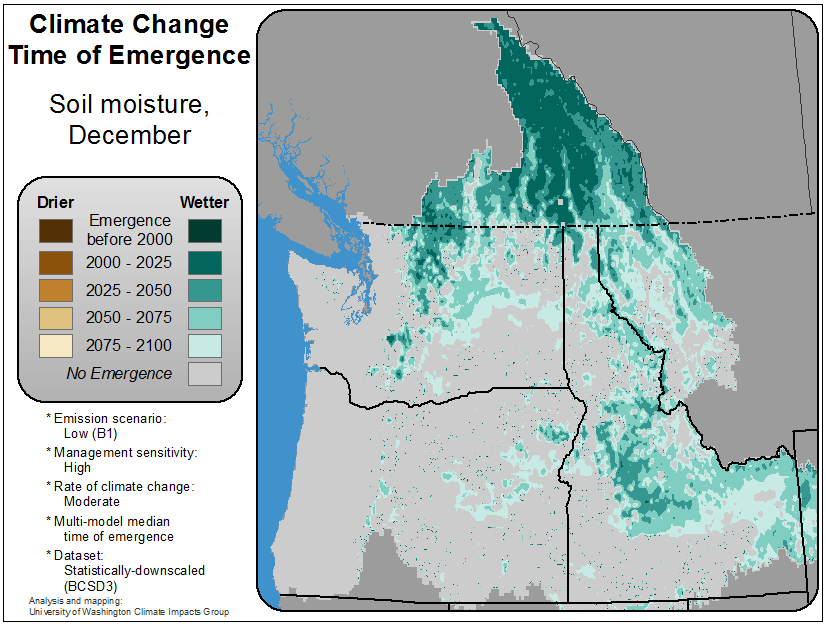 Climate Change
Time of Emergence
Soil moisture,
December
Drier
Wetter
Emergence
before 2000
2000 - 2025
2025 - 2050
2050 - 2075
2075 - 2100
No Emergence
* Emission scenario:
Low (B1)
* Management sensitivity:
High
* Rate of climate change:
Moderate
* Multi-model median
time of emergence
* Dataset:
Statistically-downscaled
(BCSD3)
Analysis and mapping:
University of Washington Climate Impacts Group